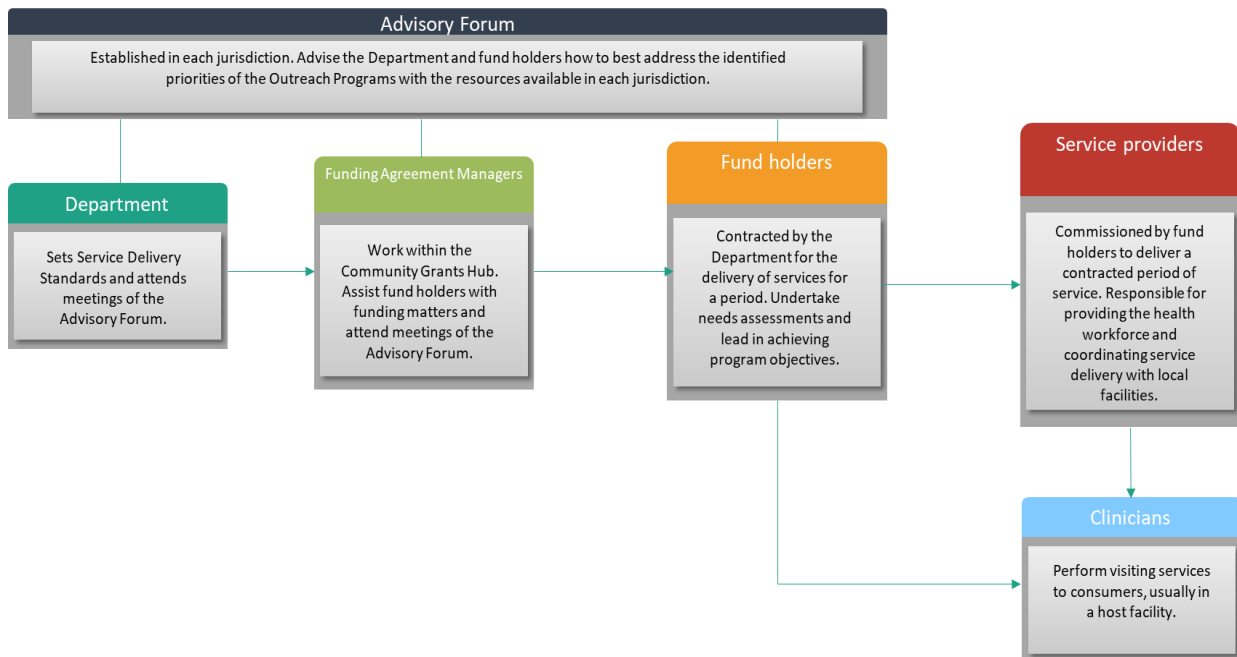 Advisory Forum
Established in each jurisdiction. Advise the Department and fund holders how to best address the identified
priorities of the Outreach Programs with the resources available in each jurisdiction.
Department
Sets Service Delivery
Standards and attends
meetings of the
Advisory Forum.
Funding Agreement Managers
Work within the
Community Grants Hub.
Assist fund holders with
funding matters and
attend meetings of the
Advisory Forum.
Fund holders
Contracted by the
Department for the
delivery of services for
a period. Undertake
needs assessments and
lead in achieving
program objectives.
Service providers
Commissioned by fund
holders to deliver a
contracted period of
service. Responsible for
providing the health
workforce and
coordinating service
delivery with local
facilities.
Clinicians
Perform visiting services
to consumers, usually in
a host facility.